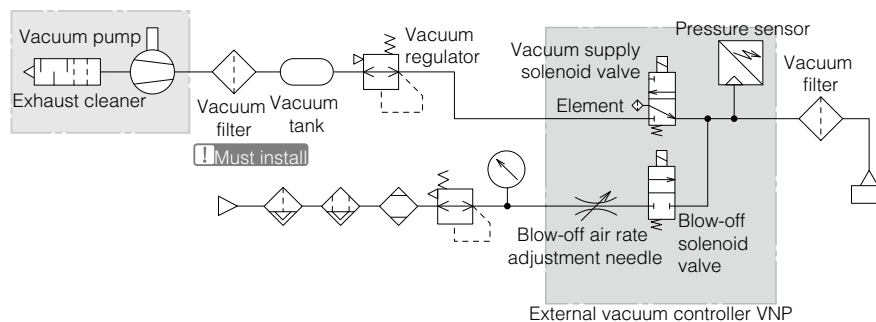 Vacuum pump
Exhaust cleaner
Vacuum
filter
! Must install
Vacuum
tank
Vacuum
regulator
Vacuum supply
solenoid valve
Element
Pressure sensor
Vacuum
filter
Blow-off air rate
adjustment needle
Blow-off
solenoid
valve
External vacuum controller VNP